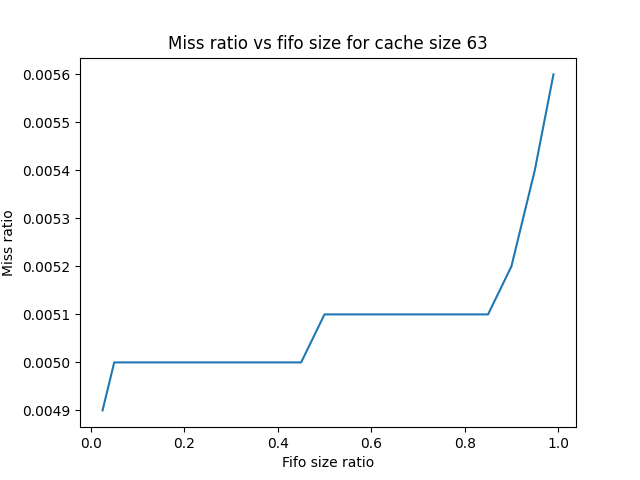 Miss ratio vs fifo size for cache size 63
0.0056
0.0055
0.0054
0.0053
0.0052
0.0051
0.0050
0.0049
Miss ratio
0.0 0.2 0.4 0.6 0.8 1.0
Fifo size ratio